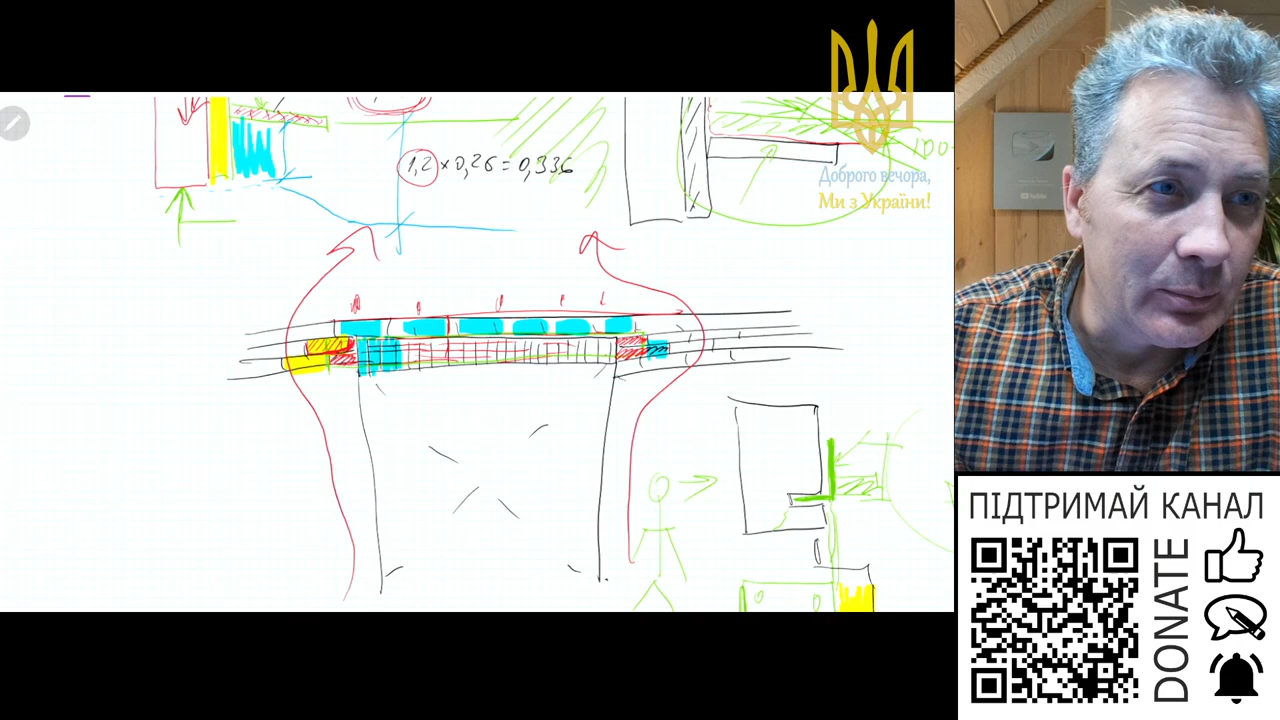 1,2 × 0,26 = 0,336
100
Доброго вечора,
Ми з України!
ПІДТРИМАЙ КАНАЛ
DONATE